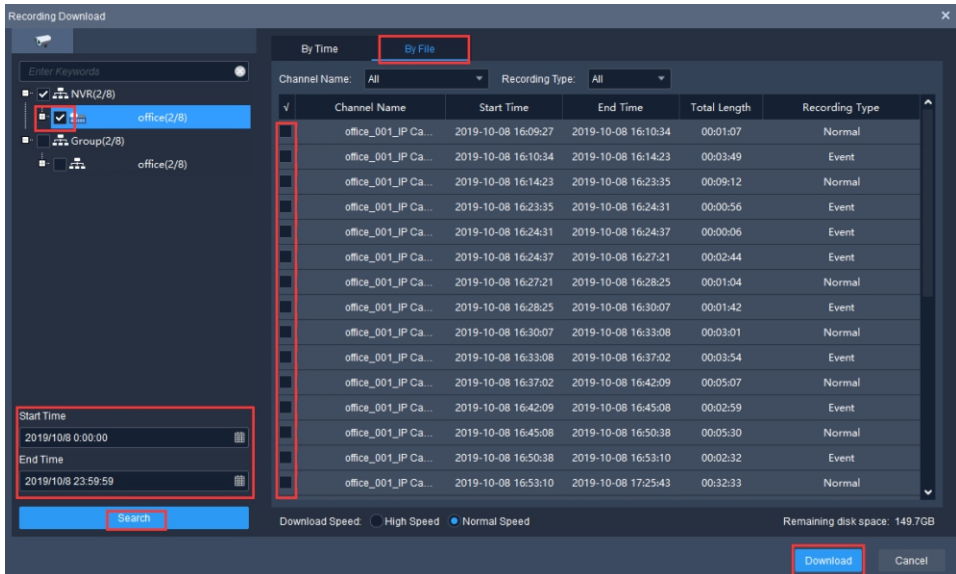 Recording Download
Enter Keywords
NVR(2/8)
office(2/8)
Group(2/8)
office(2/8)
Start Time
2019/10/8 0:00:00
End Time
2019/10/8 23:59:59
Search
By Time By File
Channel Name: All Recording Type: All
√ Channel Name Start Time End Time Total Length Recording Type
office_001_IP Ca... 2019-10-08 16:09:27 2019-10-08 16:10:34 00:01:07 Normal
office_001_IP Ca... 2019-10-08 16:10:34 2019-10-08 16:14:23 00:03:49 Event
office_001_IP Ca... 2019-10-08 16:14:23 2019-10-08 16:23:35 00:09:12 Normal
office_001_IP Ca... 2019-10-08 16:23:35 2019-10-08 16:24:31 00:00:56 Event
office_001_IP Ca... 2019-10-08 16:24:31 2019-10-08 16:24:37 00:00:06 Event
office_001_IP Ca... 2019-10-08 16:24:37 2019-10-08 16:27:21 00:02:44 Event
office_001_IP Ca... 2019-10-08 16:27:21 2019-10-08 16:28:25 00:01:04 Normal
office_001_IP Ca... 2019-10-08 16:28:25 2019-10-08 16:30:07 00:01:42 Event
office_001_IP Ca... 2019-10-08 16:30:07 2019-10-08 16:33:08 00:03:01 Normal
office_001_IP Ca... 2019-10-08 16:33:08 2019-10-08 16:37:02 00:03:54 Event
office_001_IP Ca... 2019-10-08 16:37:02 2019-10-08 16:42:09 00:05:07 Normal
office_001_IP Ca... 2019-10-08 16:42:09 2019-10-08 16:45:08 00:02:59 Event
office_001_IP Ca... 2019-10-08 16:45:08 2019-10-08 16:50:38 00:05:30 Normal
office_001_IP Ca... 2019-10-08 16:50:38 2019-10-08 16:53:10 00:02:32 Event
office_001_IP Ca... 2019-10-08 16:53:10 2019-10-08 17:25:43 00:32:33 Normal
Download Speed: High Speed Normal Speed Remaining disk space: 149.7GB
Download Cancel